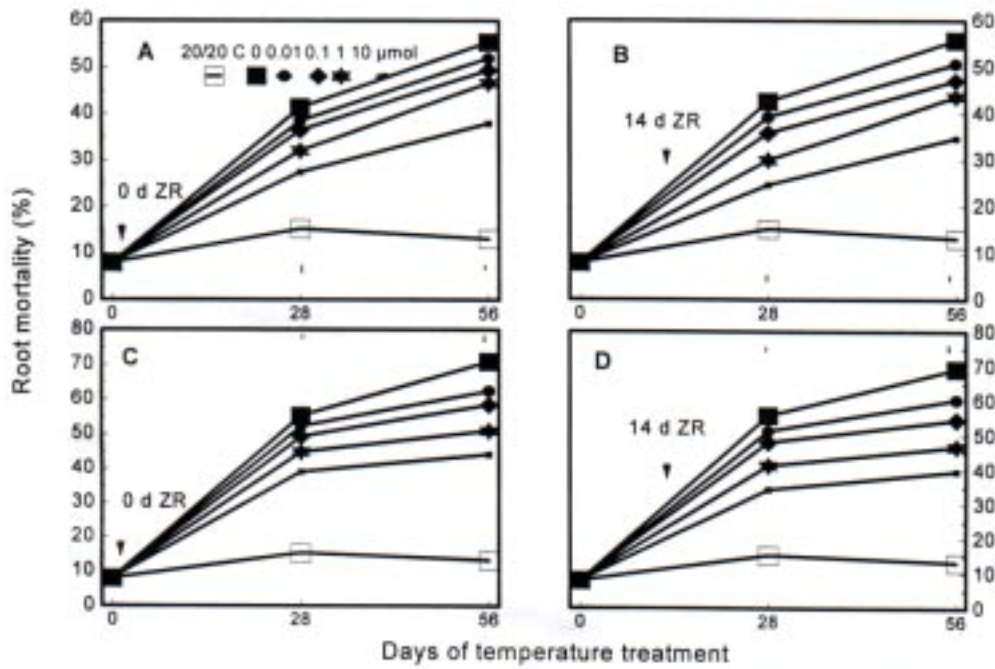 60 60
50 A 20/20 C 0 0.01 0.1 1 10 µmol B 50
40 14 d ZR 40
30 30
20 0 d ZR 20
10 10
0 0
0 28 56 0 28 56
80 80
70 C D 70
60 60
50 14 d ZR 50
40 40
30 0 d ZR 30
20 20
10 10
0 0
0 28 56 0 28 56
Root mortality (%)
Days of temperature treatment